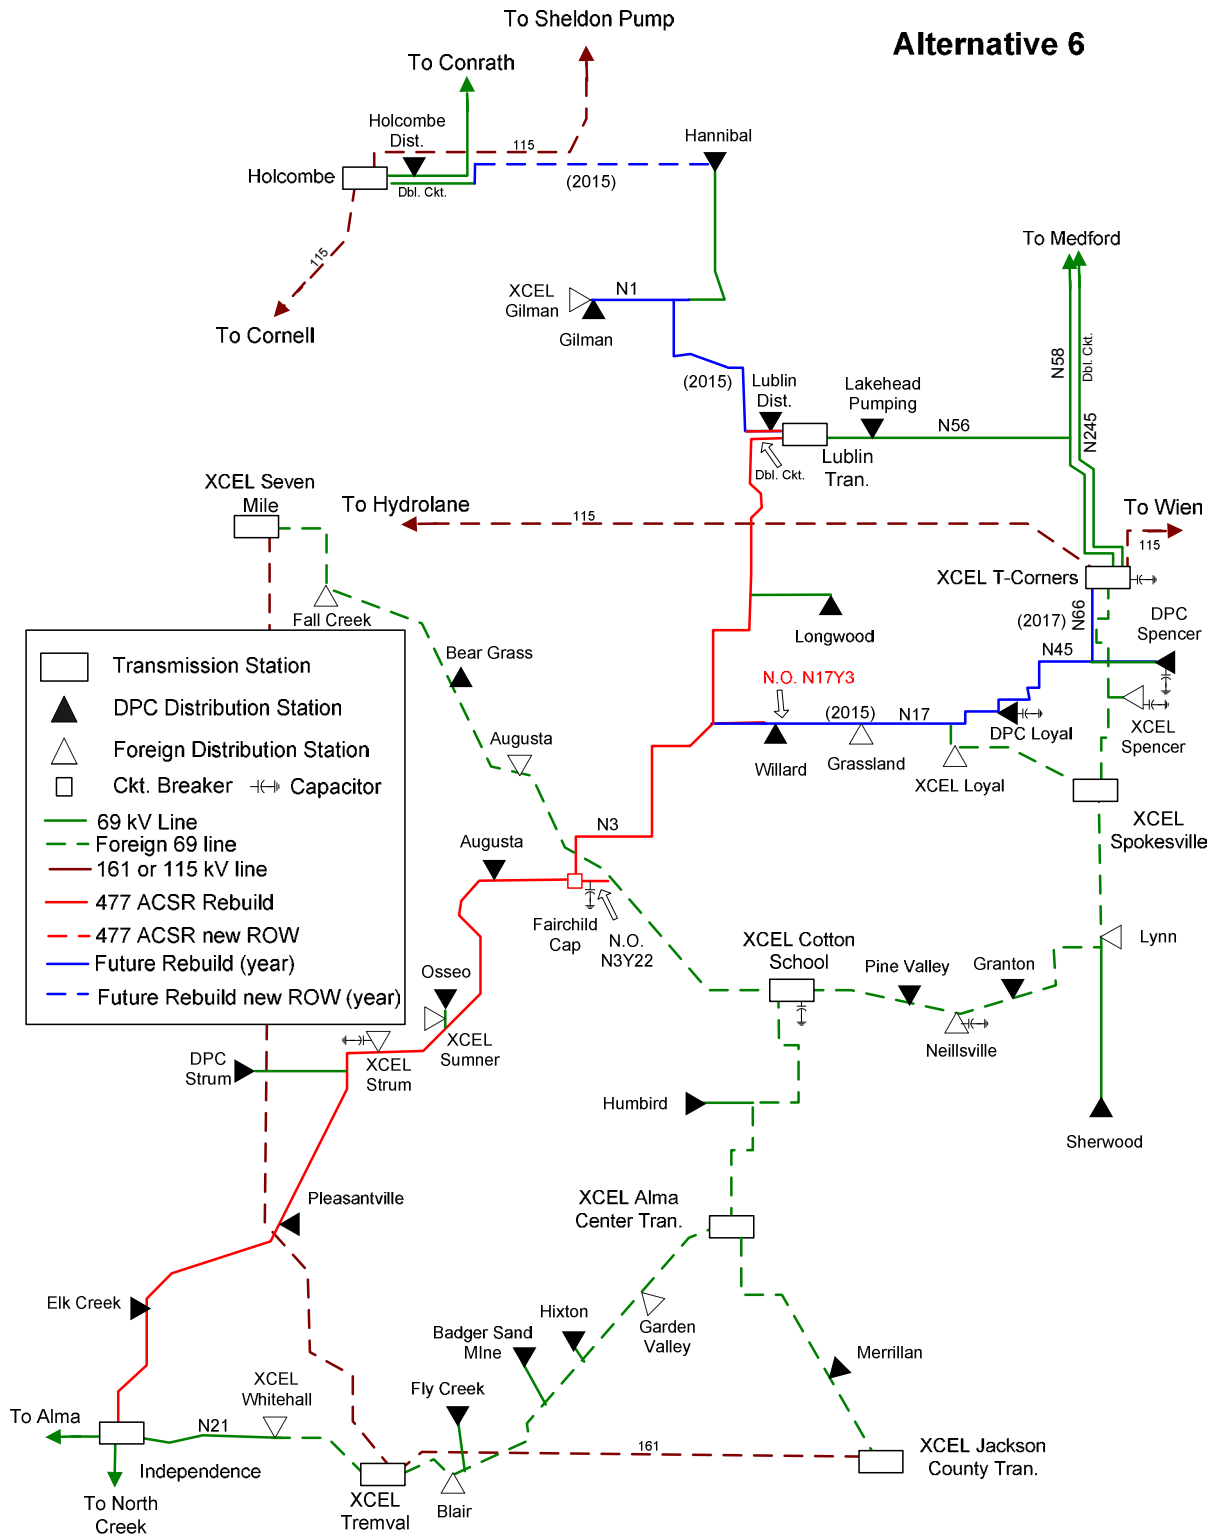 To Sheldon Pump
Alternative 6
To Conrath
Holcombe
Dist.
115
Hannibal
Holcombe
Dbl. Ckt.
(2015)
115
To Medford
XCEL
Gilman
N1
To Cornell
Gilman
N58
Dbl. Ckt.
(2015)
Lublin
Dist.
Lakehead
Pumping
N56
N245
Lublin
Tran.
Dbl. Ckt.
XCEL Seven
Mile
To Hydrolane
115
To Wien
115
XCEL T-Corners
Fall Creek
(2017)
N66
DPC
Spencer
Longwood
N45
Bear Grass
N.O. N17Y3
Transmission Station
DPC Distribution Station
Foreign Distribution Station
Ckt. Breaker
Capacitor
69 kV Line
Foreign 69 line
161 or 115 kV line
477 ACSR Rebuild
477 ACSR new ROW
Future Rebuild (year)
Future Rebuild new ROW (year)
(2015)
N17
DPC Loyal
XCEL
Spencer
Augusta
Willard
Grassland
XCEL Loyal
N3
XCEL
Spokesville
Augusta
Fairchild
Cap
N.O.
N3Y22
XCEL Cotton
School
Pine Valley
Granton
Lynn
Osseo
XCEL
Sumner
Neillsville
DPC
Strum
XCEL
Strum
Humbird
Sherwood
Pleasantville
XCEL Alma
Center Tran.
Elk Creek
Hixton
Garden
Valley
Badger Sand
MIne
Merrillan
XCEL
Whitehall
Fly Creek
To Alma
N21
161
XCEL Jackson
County Tran.
Independence
To North
Creek
XCEL
Tremval
Blair